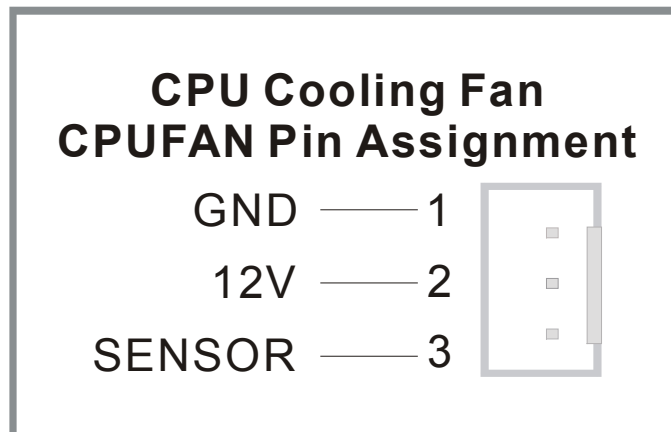 CPU Cooling Fan
CPUFAN Pin Assignment
GND 1
12V 2
SENSOR 3